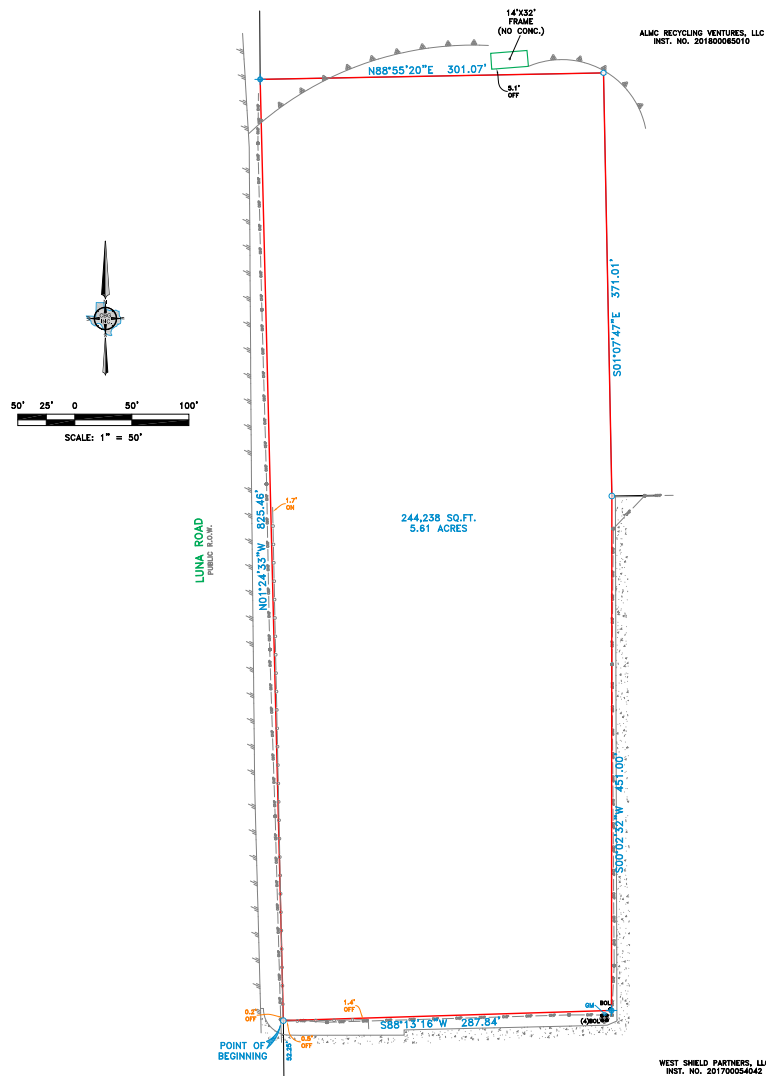 14'X32'
FRAME
(NO CONC.)
ALMC RECYCLING VENTURES, LLC
INST. NO. 201800065010
N88°55'20"E 301.07'
5.1'
OFF
S01°07'47"E 371.01'
50' 25' 0 50' 100'
SCALE: 1" = 50'
1.7'
ON
N01°24'33"W 825.46'
LUNA ROAD
PUBLIC R.O.W.
244,238 SQ.FT.
5.61 ACRES
S00°02'32"W 451.00'
GM
BOL
(4)BOL
1.4'
OFF
0.2'
OFF
S88°13'16"W 287.84'
0.8'
OFF
POINT OF
BEGINNING
52.25'
WEST SHIELD PARTNERS, LL
INST. NO. 201700054042